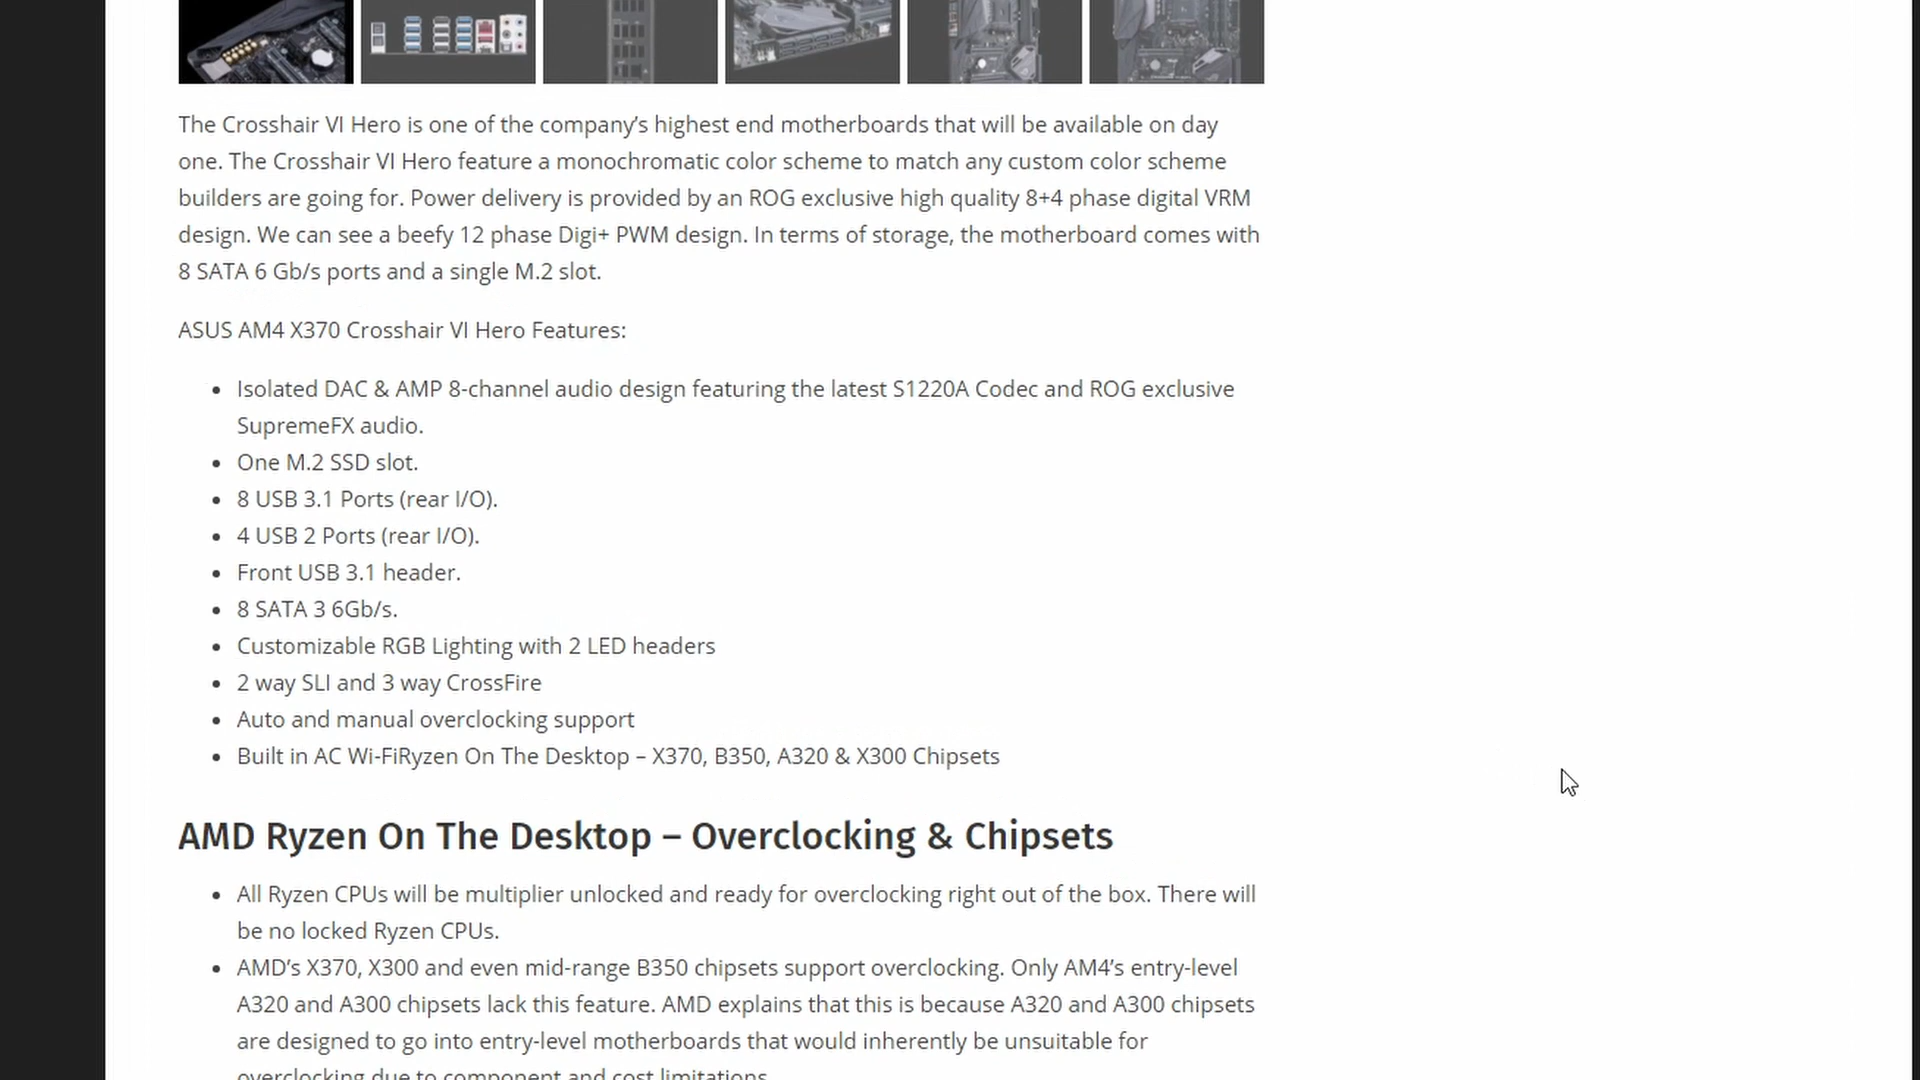 The Crosshair VI Hero is one of the company’s highest end motherboards that will be available on day
one. The Crosshair VI Hero feature a monochromatic color scheme to match any custom color scheme
builders are going for. Power delivery is provided by an ROG exclusive high quality 8+4 phase digital VRM
design. We can see a beefy 12 phase Digi+ PWM design. In terms of storage, the motherboard comes with
8 SATA 6 Gb/s ports and a single M.2 slot.
ASUS AM4 X370 Crosshair VI Hero Features:
• Isolated DAC & AMP 8-channel audio design featuring the latest S1220A Codec and ROG exclusive
SupremeFX audio.
• One M.2 SSD slot.
• 8 USB 3.1 Ports (rear I/O).
• 4 USB 2 Ports (rear I/O).
• Front USB 3.1 header.
• 8 SATA 3 6Gb/s.
• Customizable RGB Lighting with 2 LED headers
• 2 way SLI and 3 way CrossFire
• Auto and manual overclocking support
• Built in AC Wi-FiRyzen On The Desktop – X370, B350, A320 & X300 Chipsets
AMD Ryzen On The Desktop – Overclocking & Chipsets
• All Ryzen CPUs will be multiplier unlocked and ready for overclocking right out of the box. There will
be no locked Ryzen CPUs.
• AMD’s X370, X300 and even mid-range B350 chipsets support overclocking. Only AM4’s entry-level
A320 and A300 chipsets lack this feature. AMD explains that this is because A320 and A300 chipsets
are designed to go into entry-level motherboards that would inherently be unsuitable for
overclocking due to component and cost limitations.